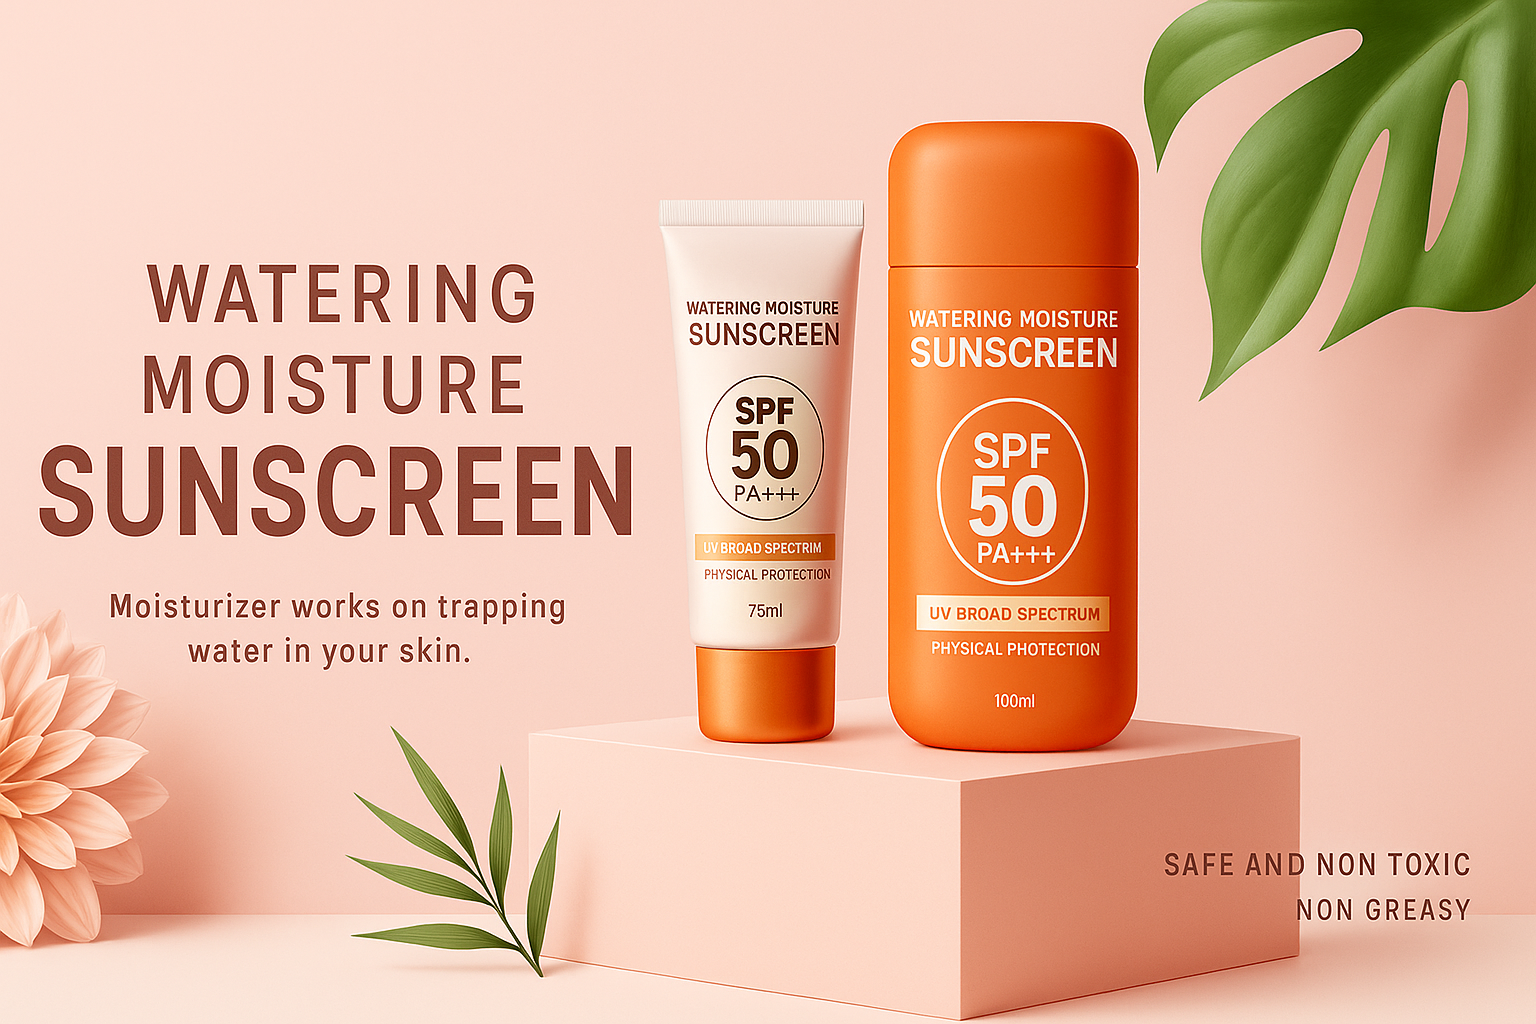 WATERING
MOISTURE
SUNSCREEN
Moisturizer works on trapping
water in your skin.
WATERING MOISTURE
SUNSCREEN
SPF
50
PA+++
UV BROAD SPECTRIM
PHYSICAL PROTECTION
75ml
WATERING MOISTURE
SUNSCREEN
SPF
50
PA+++
UV BROAD SPECTRUM
PHYSICAL PHOTECTION
100ml
SAFE AND NON TOXIC
NON GREASY